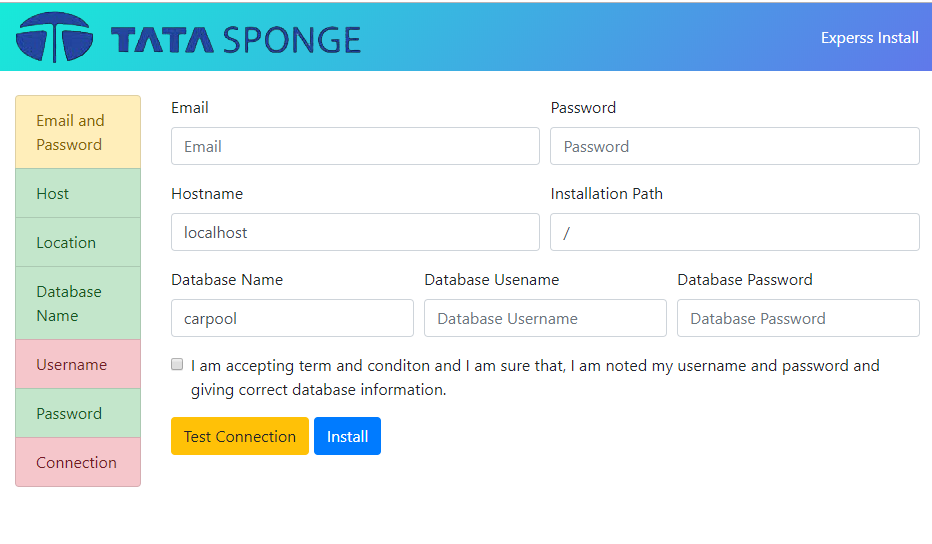 TATA SPONGE
Experss Install
Email and
Password
Host
Location
Database
Name
Username
Password
Connection
Email
Password
Email
Password
Hostname
Installation Path
localhost
/
Database Name
Database Usename
Database Password
carpool
Database Username
Database Password
I am accepting term and conditon and I am sure that, I am noted my username and password and
giving correct database information.
Test Connection
Install